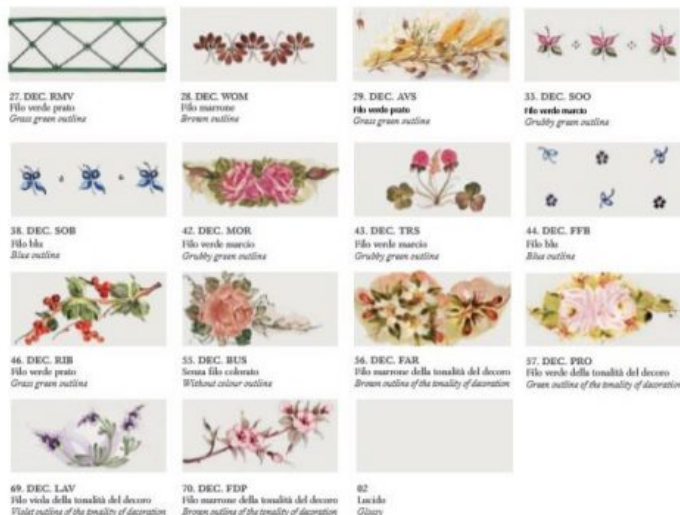 27. DEC. RMV
Filo verde prato
Grass green outline
28. DEC. WOM
Filo marrone
Brown outline
29. DEC. AVS
Filo verde prato
Grass green outline
33. DEC. SOO
Filo verde marcio
Grubby green outline
38. DEC. SOB
Filo blu
Blue outline
42. DEC. MOR
Filo verde marcio
Grubby green outline
43. DEC. TRS
Filo verde marcio
Grubby green outline
44. DEC. FFB
Filo blu
Blue outline
46. DEC. RIB
Filo verde prato
Grass green outline
55. DEC. BUS
Senza filo colorato
Without colour outline
56. DEC. FAR
Filo marrone della tonalità del decoro
Brown outline of the tonality of decoration
57. DEC. PRO
Filo verde della tonalità del decoro
Green outline of the tonality of decoration
69. DEC. LAV
Filo viola della tonalità del decoro
Violet outline of the tonality of decoration
70. DEC. FDP
Filo marrone della tonalità del decoro
Brown outline of the tonality of decoration
02
Lucido
Glossy